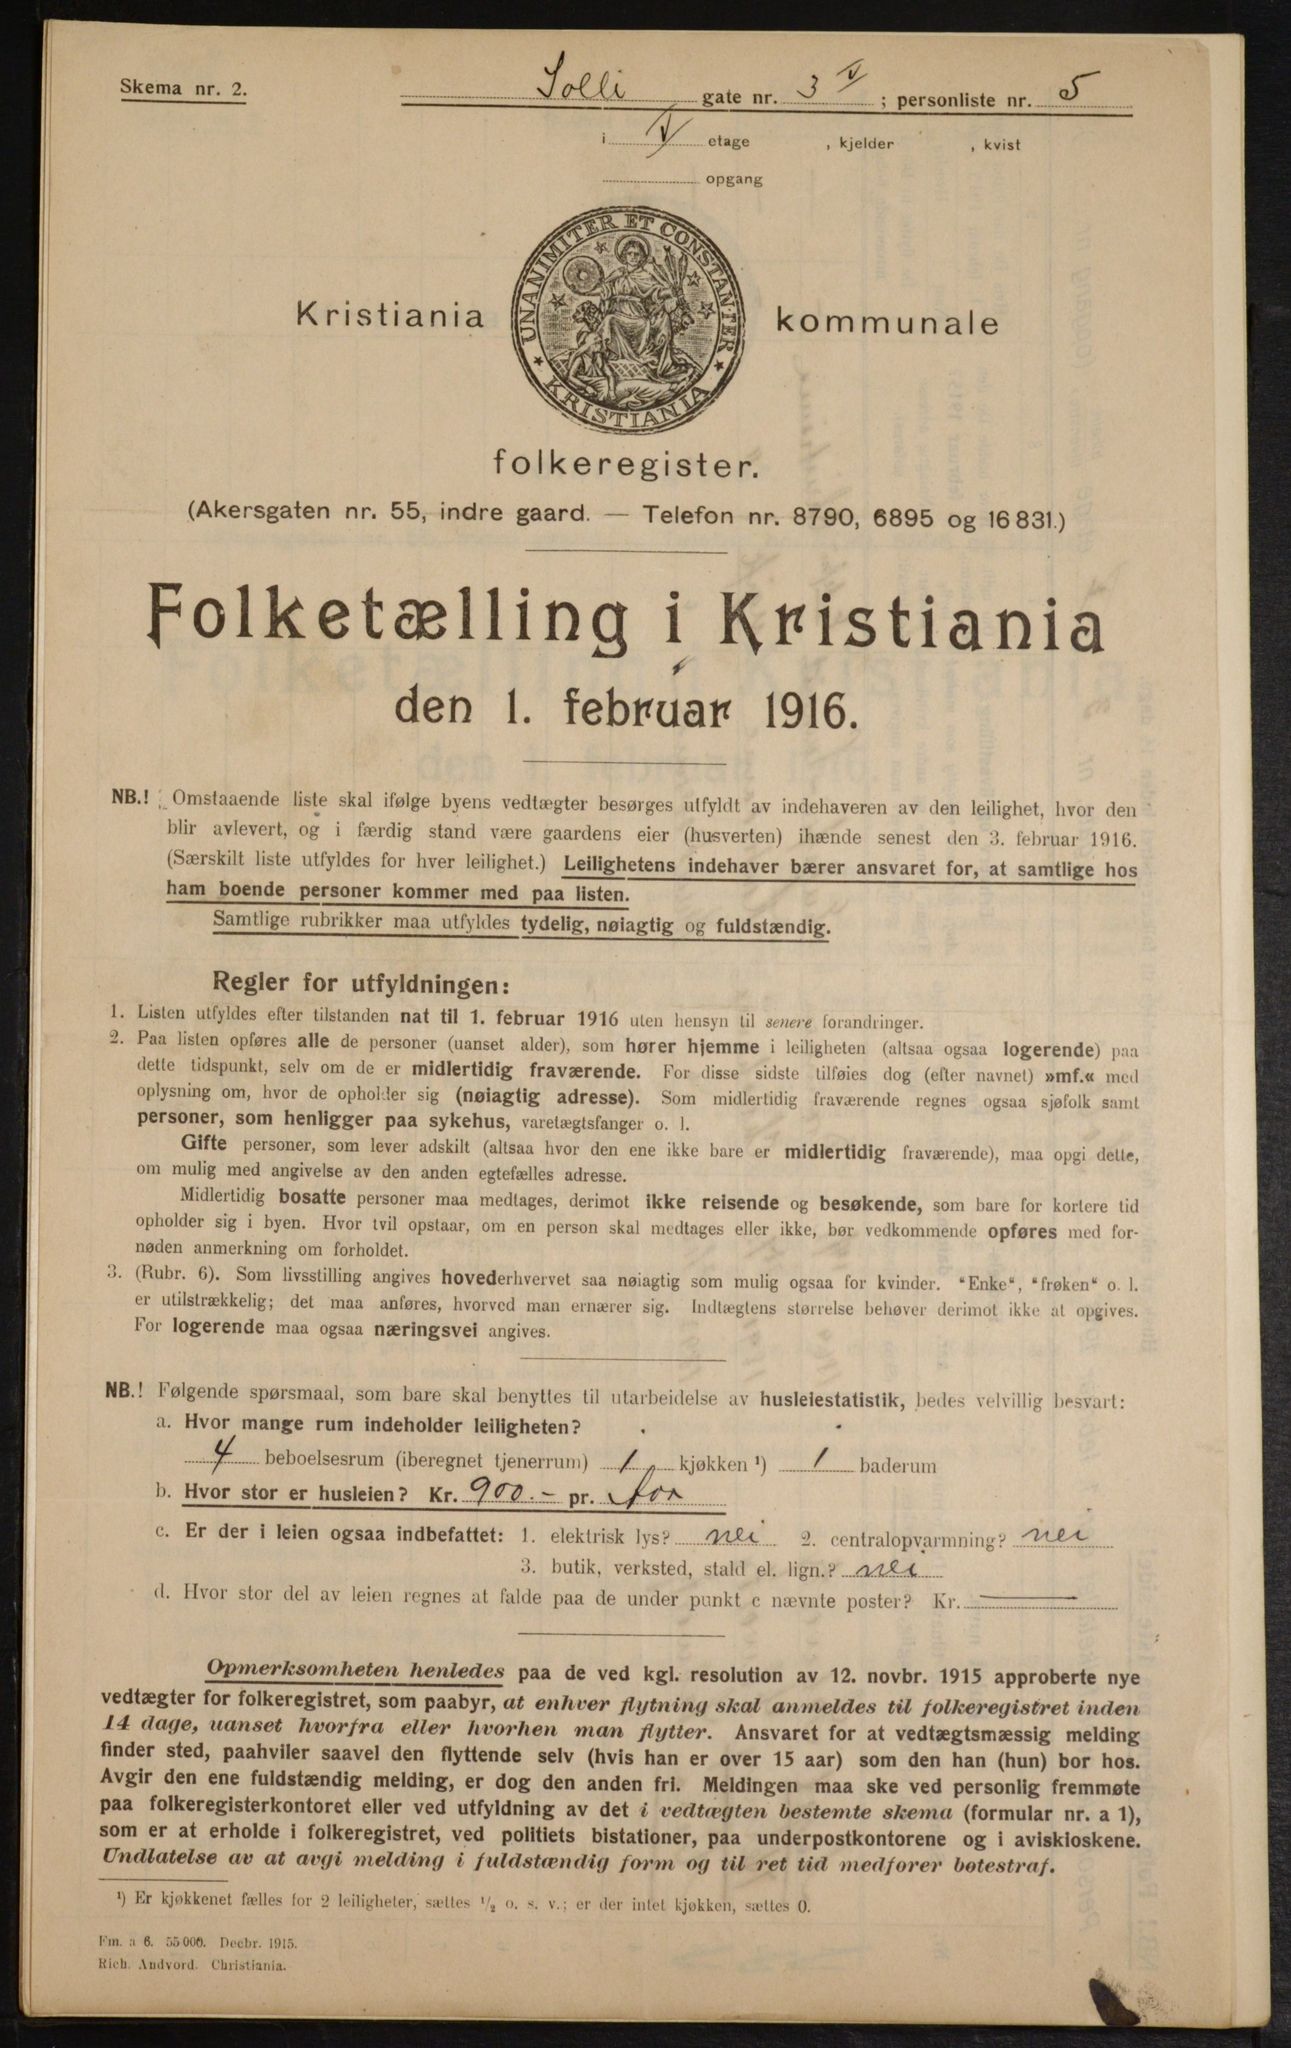 Skema nr. 2.
Solli gate nr. 3 V ; personliste nr. 5
i V etage , kjelder , kvist
opgang
UNANIMITER ET CONSTANTER
KRISTIANIA
Kristiania kommunale
folkeregister.
(Akersgaten nr. 55, indre gaard. — Telefon nr. 8790, 6895 og 16831.)
Folketælling i Kristiania
den 1. februar 1916.
NB.! Omstaaende liste skal ifølge byens vedtægter besørges utfyldt av indehaveren av den leilighet, hvor den
blir avlevert, og i færdig stand være gaardens eier (husverten) ihænde senest den 3. februar 1916.
(Særskilt liste utfyldes for hver leilighet.) Leilighetens indehaver bærer ansvaret for, at samtlige hos
ham boende personer kommer med paa listen.
Samtlige rubrikker maa utfyldes tydelig, nøiagtig og fuldstændig.
Regler for utfyldningen:
1. Listen utfyldes efter tilstanden nat til 1. februar 1916 uten hensyn til senere forandringer.
2. Paa listen opføres alle de personer (uanset alder), som hører hjemme i leiligheten (altsaa ogsaa logerende) paa
dette tidspunkt, selv om de er midlertidig fraværende. For disse sidste tilføies dog (efter navnet) »mf.« med
oplysning om, hvor de opholder sig (nøiagtig adresse). Som midlertidig fraværende regnes ogsaa sjøfolk samt
personer, som henligger paa sykehus, varetægtsfanger o. l.
Gifte personer, som lever adskilt (altsaa hvor den ene ikke bare er midlertidig fraværende), maa opgi dette,
om mulig med angivelse av den anden egtefælles adresse.
Midlertidig bosatte personer maa medtages, derimot ikke reisende og besøkende, som bare for kortere tid
opholder sig i byen. Hvor tvil opstaar, om en person skal medtages eller ikke, bør vedkommende opføres med for-
nøden anmerkning om forholdet.
3. (Rubr. 6). Som livsstilling angives hovederhvervet saa nøiagtig som mulig ogsaa for kvinder. "Enke", "frøken" o. l.
er utilstrækkelig; det maa anføres, hvorved man ernærer sig. Indtægtens størrelse behøver derimot ikke at opgives.
For logerende maa ogsaa næringsvei angives.
NB.! Følgende spørsmaal, som bare skal benyttes til utarbeidelse av husleiestatistik, bedes velvillig besvart:
a. Hvor mange rum indeholder leiligheten?
4 beboelsesrum (iberegnet tjenerrum) 1 kjøkken ¹) 1 baderum
b. Hvor stor er husleien? Kr. 900.- pr. Aar
c. Er der i leien ogsaa indbefattet: 1. elektrisk lys? nei 2. centralopvarmning? nei
3. butik, verksted, stald el. lign.? nei
d. Hvor stor del av leien regnes at falde paa de under punkt c nævnte poster? Kr. —
Opmerksomheten henledes paa de ved kgl. resolution av 12. novbr. 1915 approberte nye
vedtægter for folkeregistret, som paabyr, at enhver flytning skal anmeldes til folkeregistret inden
14 dage, uanset hvorfra eller hvorhen man flytter. Ansvaret for at vedtægtsmæssig melding
finder sted, paahviler saavel den flyttende selv (hvis han er over 15 aar) som den han (hun) bor hos.
Avgir den ene fuldstændig melding, er dog den anden fri. Meldingen maa ske ved personlig fremmøte
paa folkeregisterkontoret eller ved utfyldning av det i vedtægten bestemte skema (formular nr. a 1),
som er at erholde i folkeregistret, ved politiets bistationer, paa underpostkontorene og i aviskioskene.
Undlatelse av at avgi melding i fuldstændig form og til ret tid medfører bøtestraf.
¹) Er kjøkkenet fælles for 2 leiligheter, sættes ½ o. s. v.; er der intet kjøkken, sættes 0.
Fm. a 6. 55000. Decbr. 1915.
Rich. Andvord. Christiania.